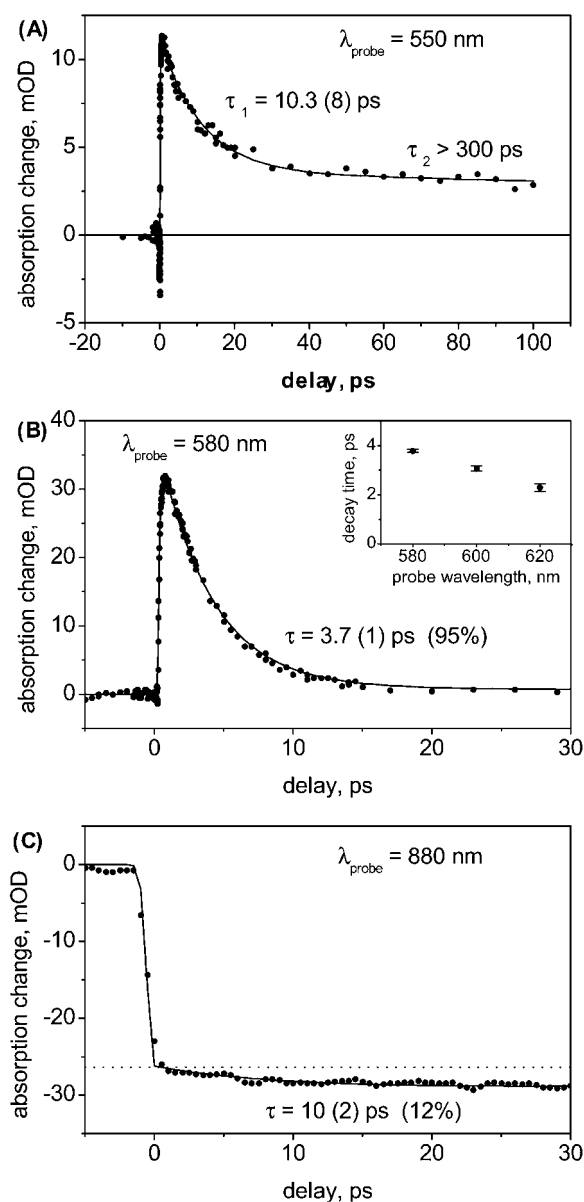 (A)
λprobe = 550 nm
τ 1 = 10.3 (8) ps
τ2 > 300 ps
absorption change, mOD
10
5
0
-5
-20 0 20 40 60 80 100
delay, ps
(B)
λprobe = 580 nm
absorption change, mOD
40
30
20
10
0
decay time, ps
4
2
0
580 600 620
probe wavelength, nm
τ = 3.7 (1) ps (95%)
0 10 20 30
delay, ps
(C)
λprobe = 880 nm
absorption change, mOD
0
-10
-20
-30
τ = 10 (2) ps (12%)
0 10 20 30
delay, ps